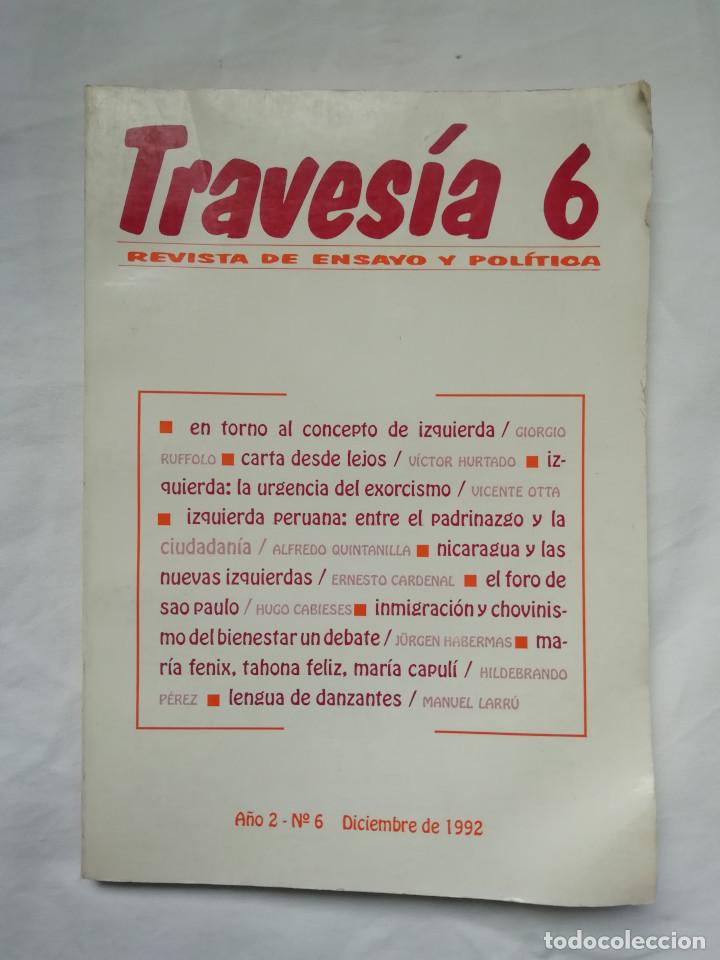 Travesía 6
REVISTA DE ENSAYO Y POLÍTICA
■ en torno al concepto de izquierda / GIORGIO
RUFFOLO ■ carta desde lejos / VÍCTOR HURTADO ■ iz-
quierda: la urgencia del exorcismo / VICENTE OTTA
■ izquierda peruana: entre el padrinazgo y la
ciudadanía / ALFREDO QUINTANILLA ■ nicaragua y las
nuevas izquierdas / ERNESTO CARDENAL ■ el foro de
sao paulo / HUGO CABIESES ■ inmigración y chovinis-
mo del bienestar un debate / JÜRGEN HABERMAS ■ ma-
ría fenix, tahona feliz, maría capulí / HILDEBRANDO
PÉREZ ■ lengua de danzantes / MANUEL LARRÚ
Año 2 - Nº 6 Diciembre de 1992
todocoleccion